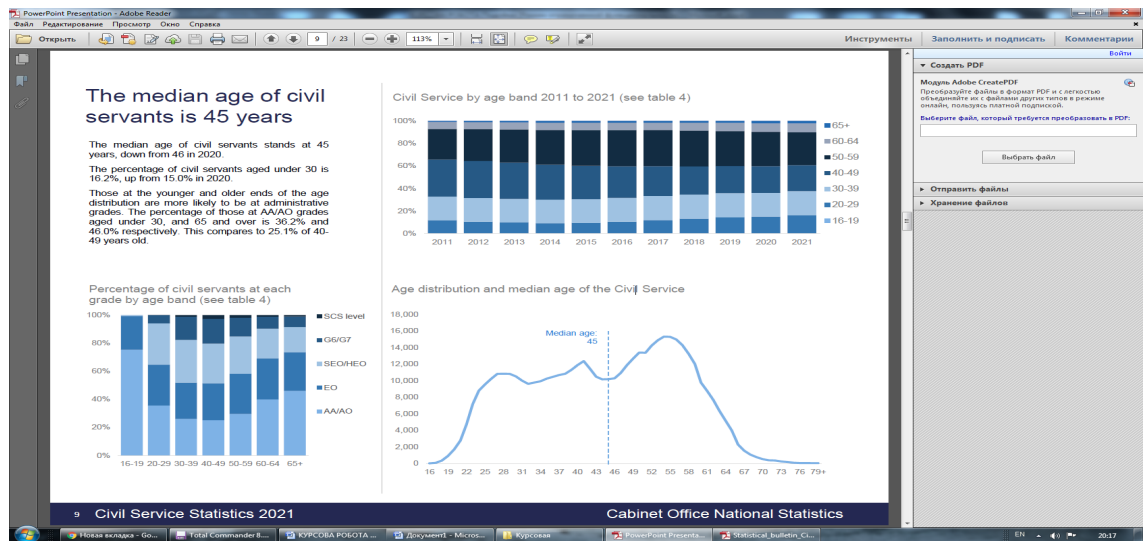 PowerPoint Presentation - Adobe Reader
Файл Редактирование Просмотр Окно Справка
Открыть 9 / 23 113% Инструменты Заполнить и подписать Комментарии
Войти
The median age of civil
servants is 45 years
The median age of civil servants stands at 45
years, down from 46 in 2020.
The percentage of civil servants aged under 30 is
16.2%, up from 15.0% in 2020.
Those at the younger and older ends of the age
distribution are more likely to be at administrative
grades. The percentage of those at AA/AO grades
aged under 30, and 65 and over is 36.2% and
46.0% respectively. This compares to 25.1% of 40-
49 years old.
Civil Service by age band 2011 to 2021 (see table 4)
100%
80%
60%
40%
20%
0%
2011 2012 2013 2014 2015 2016 2017 2018 2019 2020 2021
65+
60-64
50-59
40-49
30-39
20-29
16-19
Percentage of civil servants at each
grade by age band (see table 4)
100%
80%
60%
40%
20%
0%
16-19 20-29 30-39 40-49 50-59 60-64 65+
SCS level
G6/G7
SEO/HEO
EO
AA/AO
Age distribution and median age of the Civil Service
18,000
16,000
14,000
12,000
10,000
8,000
6,000
4,000
2,000
0
Median age:
45
16 19 22 25 28 31 34 37 40 43 46 49 52 55 58 61 64 67 70 73 76 79+
9 Civil Service Statistics 2021 Cabinet Office National Statistics
Создать PDF
Модуль Adobe CreatePDF
Преобразуйте файлы в формат PDF и с легкостью
объединяйте их с файлами других типов в режиме
онлайн, пользуясь платной подпиской.
Выберите файл, который требуется преобразовать в PDF:
Выбрать файл
Отправить файлы
Хранение файлов
Новая вкладка - Go... Total Commander 8.... КУРСОВА РОБОТА ... Документ1 - Micros... Курсовая PowerPoint Presenta... Statistical_bulletin_Ci... EN 20:17